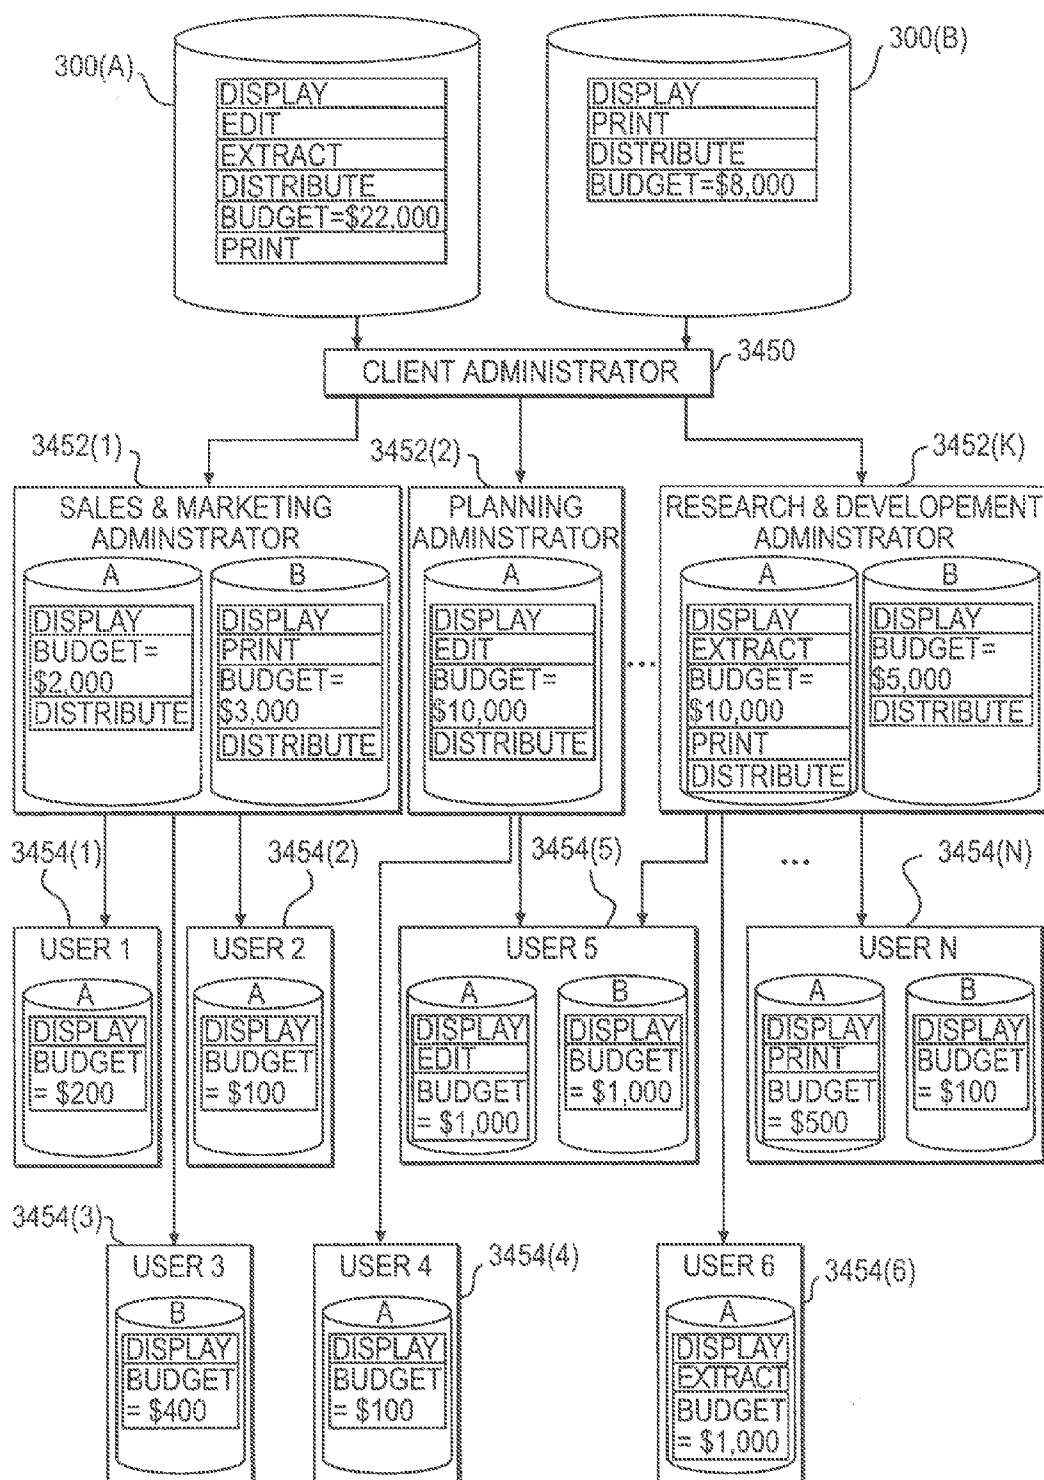 300(A)
300(B)
DISPLAY
EDIT
EXTRACT
DISTRIBUTE
BUDGET=$22,000
PRINT
DISPLAY
PRINT
DISTRIBUTE
BUDGET=$8,000
CLIENT ADMINISTRATOR
3450
3452(1)
3452(2)
3452(K)
SALES & MARKETING
ADMINSTRATOR
A
DISPLAY
BUDGET=
$2,000
DISTRIBUTE
B
DISPLAY
PRINT
BUDGET=
$3,000
DISTRIBUTE
PLANNING
ADMINSTRATOR
A
DISPLAY
EDIT
BUDGET=
$10,000
DISTRIBUTE
...
RESEARCH & DEVELOPEMENT
ADMINSTRATOR
A
DISPLAY
EXTRACT
BUDGET=
$10,000
PRINT
DISTRIBUTE
B
DISPLAY
BUDGET=
$5,000
DISTRIBUTE
3454(1)
3454(2)
3454(5)
...
3454(N)
USER 1
A
DISPLAY
BUDGET
= $200
USER 2
A
DISPLAY
BUDGET
= $100
USER 5
A
DISPLAY
EDIT
BUDGET
= $1,000
B
DISPLAY
BUDGET
= $1,000
USER N
A
DISPLAY
PRINT
BUDGET
= $500
B
DISPLAY
BUDGET
= $100
3454(3)
USER 3
B
DISPLAY
BUDGET
= $400
USER 4
3454(4)
A
DISPLAY
BUDGET
= $100
USER 6
3454(6)
A
DISPLAY
EXTRACT
BUDGET
= $1,000